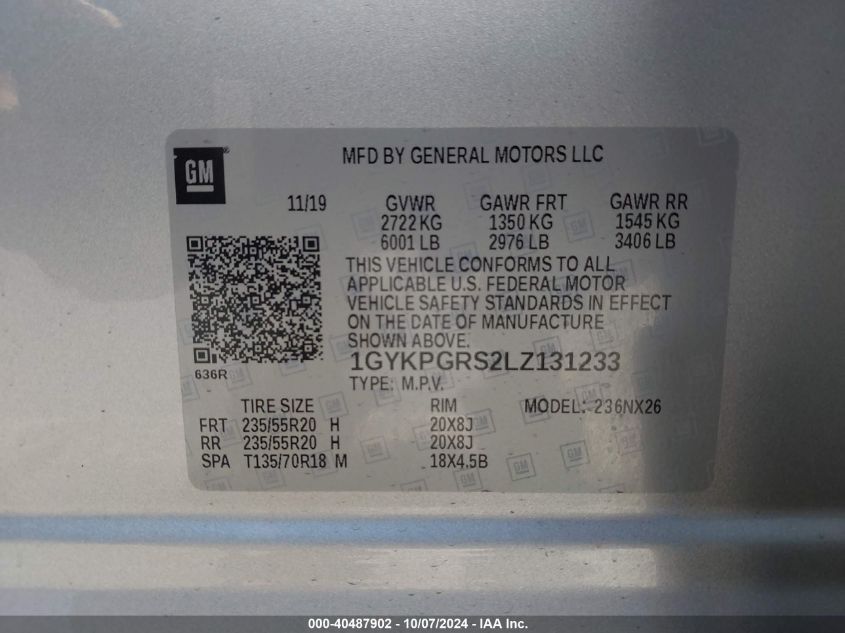 GM
MFD BY GENERAL MOTORS LLC
11/19 GVWR GAWR FRT GAWR RR
2722 KG 1350 KG 1545 KG
6001 LB 2976 LB 3406 LB
THIS VEHICLE CONFORMS TO ALL
APPLICABLE U.S. FEDERAL MOTOR
VEHICLE SAFETY STANDARDS IN EFFECT
ON THE DATE OF MANUFACTURE
SHOWN ABOVE.
1GYKPGRS2LZ131233
636R
TYPE: M.P.V.
TIRE SIZE RIM MODEL: 236NX26
FRT 235/55R20 H 20X8J
RR 235/55R20 H 20X8J
SPA T135/70R18 M 18X4.5B
000-40487902 - 10/07/2024 - IAA Inc.